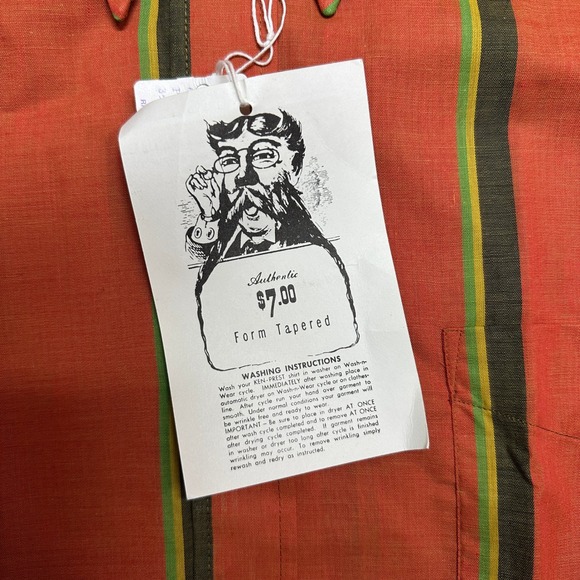 Authentic
$7.00
Form Tapered
WASHING INSTRUCTIONS
Wash your KEN-PREST shirt in washer on Wash-n-
Wear cycle. IMMEDIATELY after washing place in
automatic dryer on Wash-n-Wear cycle or on clothes-
line. After cycle run your hand over garment to
smooth. Under normal conditions your garment will
be wrinkle free and ready to wear.
IMPORTANT – Be sure to place in dryer AT ONCE
after wash cycle completed and to remove AT ONCE
after drying cycle completed. If garment remains
in washer or dryer too long after cycle is finished
wrinkling may occur. To remove wrinkling simply
rewash and redry as instructed.